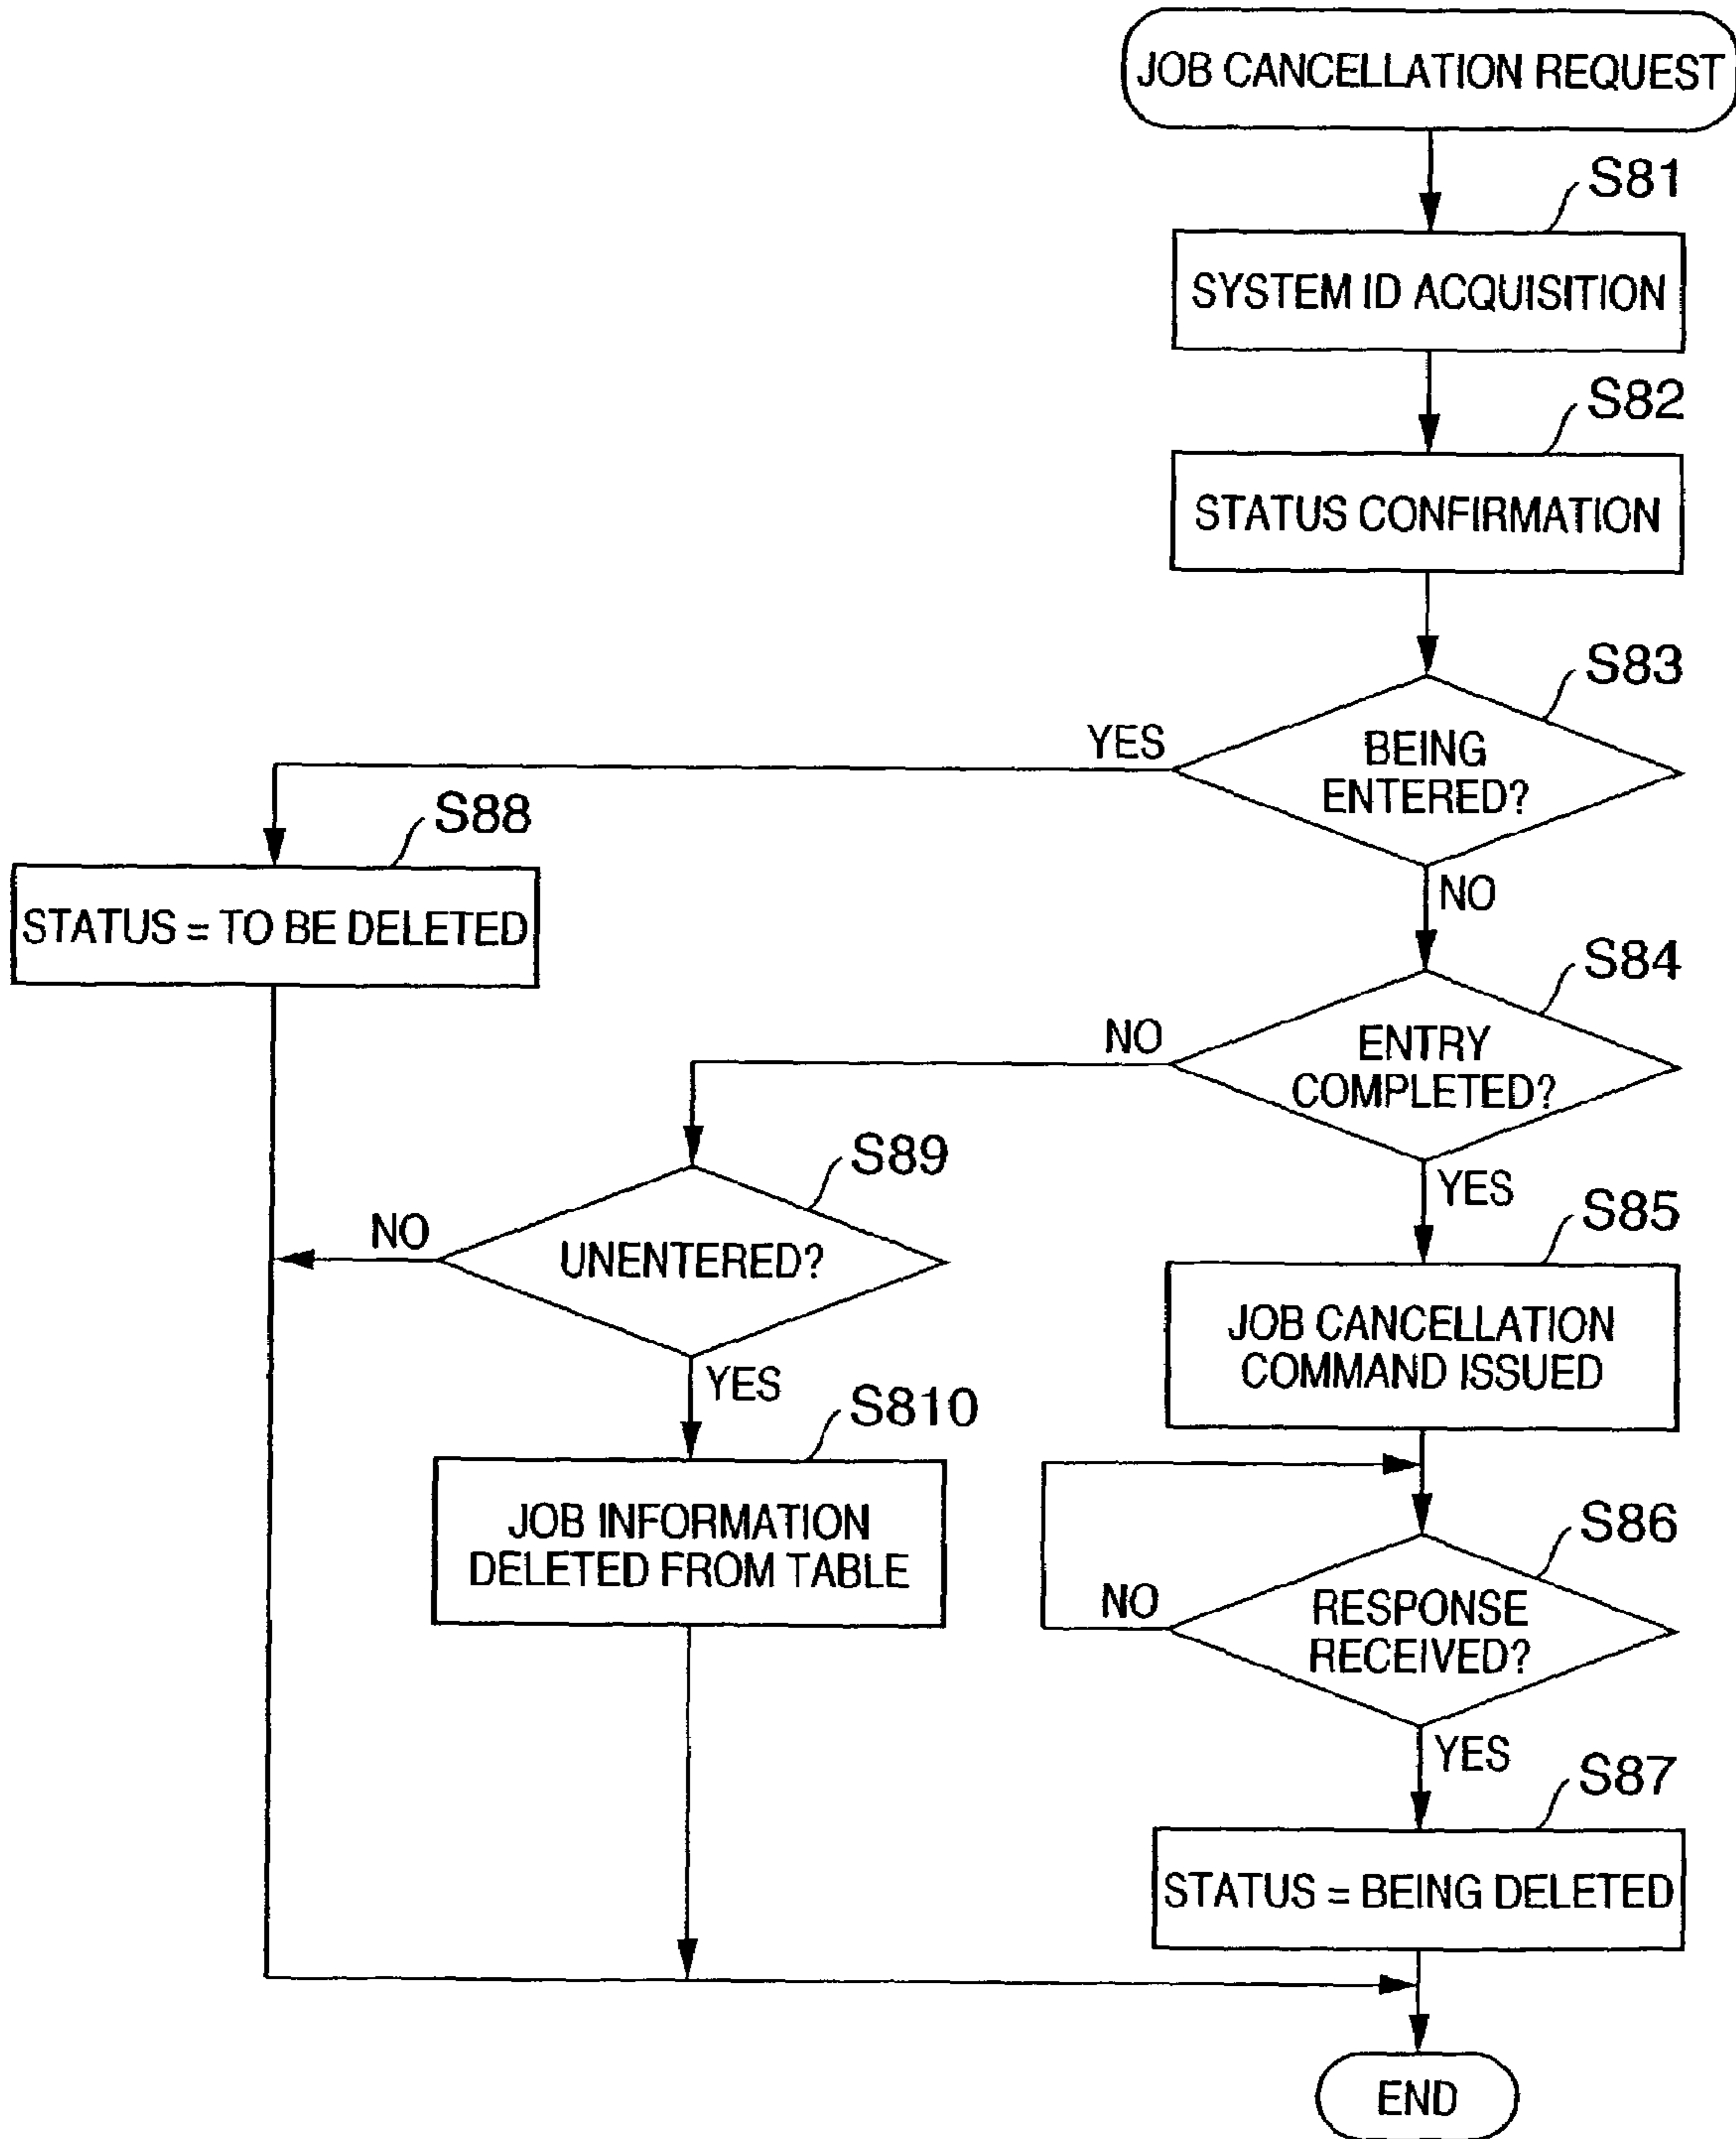 JOB CANCELLATION REQUEST
S81
SYSTEM ID ACQUISITION
S82
STATUS CONFIRMATION
S83
YES
BEING
ENTERED?
S88
NO
STATUS = TO BE DELETED
S84
NO
ENTRY
COMPLETED?
S89
YES
NO
UNENTERED?
S85
JOB CANCELLATION
COMMAND ISSUED
YES
S810
JOB INFORMATION
DELETED FROM TABLE
S86
NO
RESPONSE
RECEIVED?
YES
S87
STATUS = BEING DELETED
END